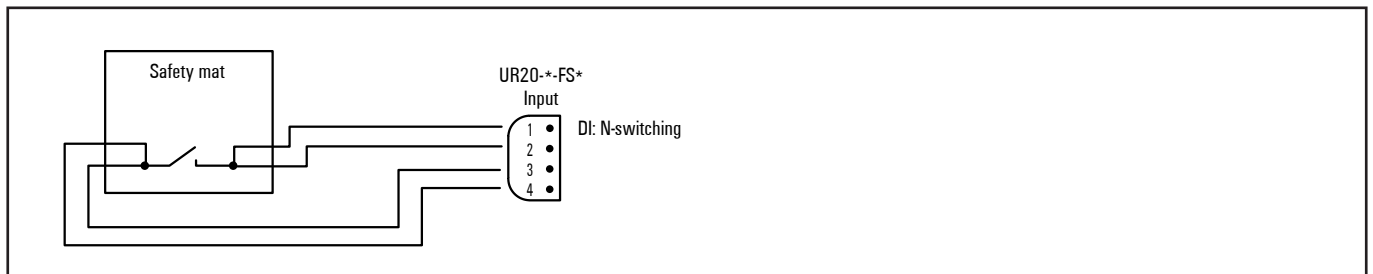 Safety mat
UR20-*-FS*
Input
1
DI: N-switching
2
3
4